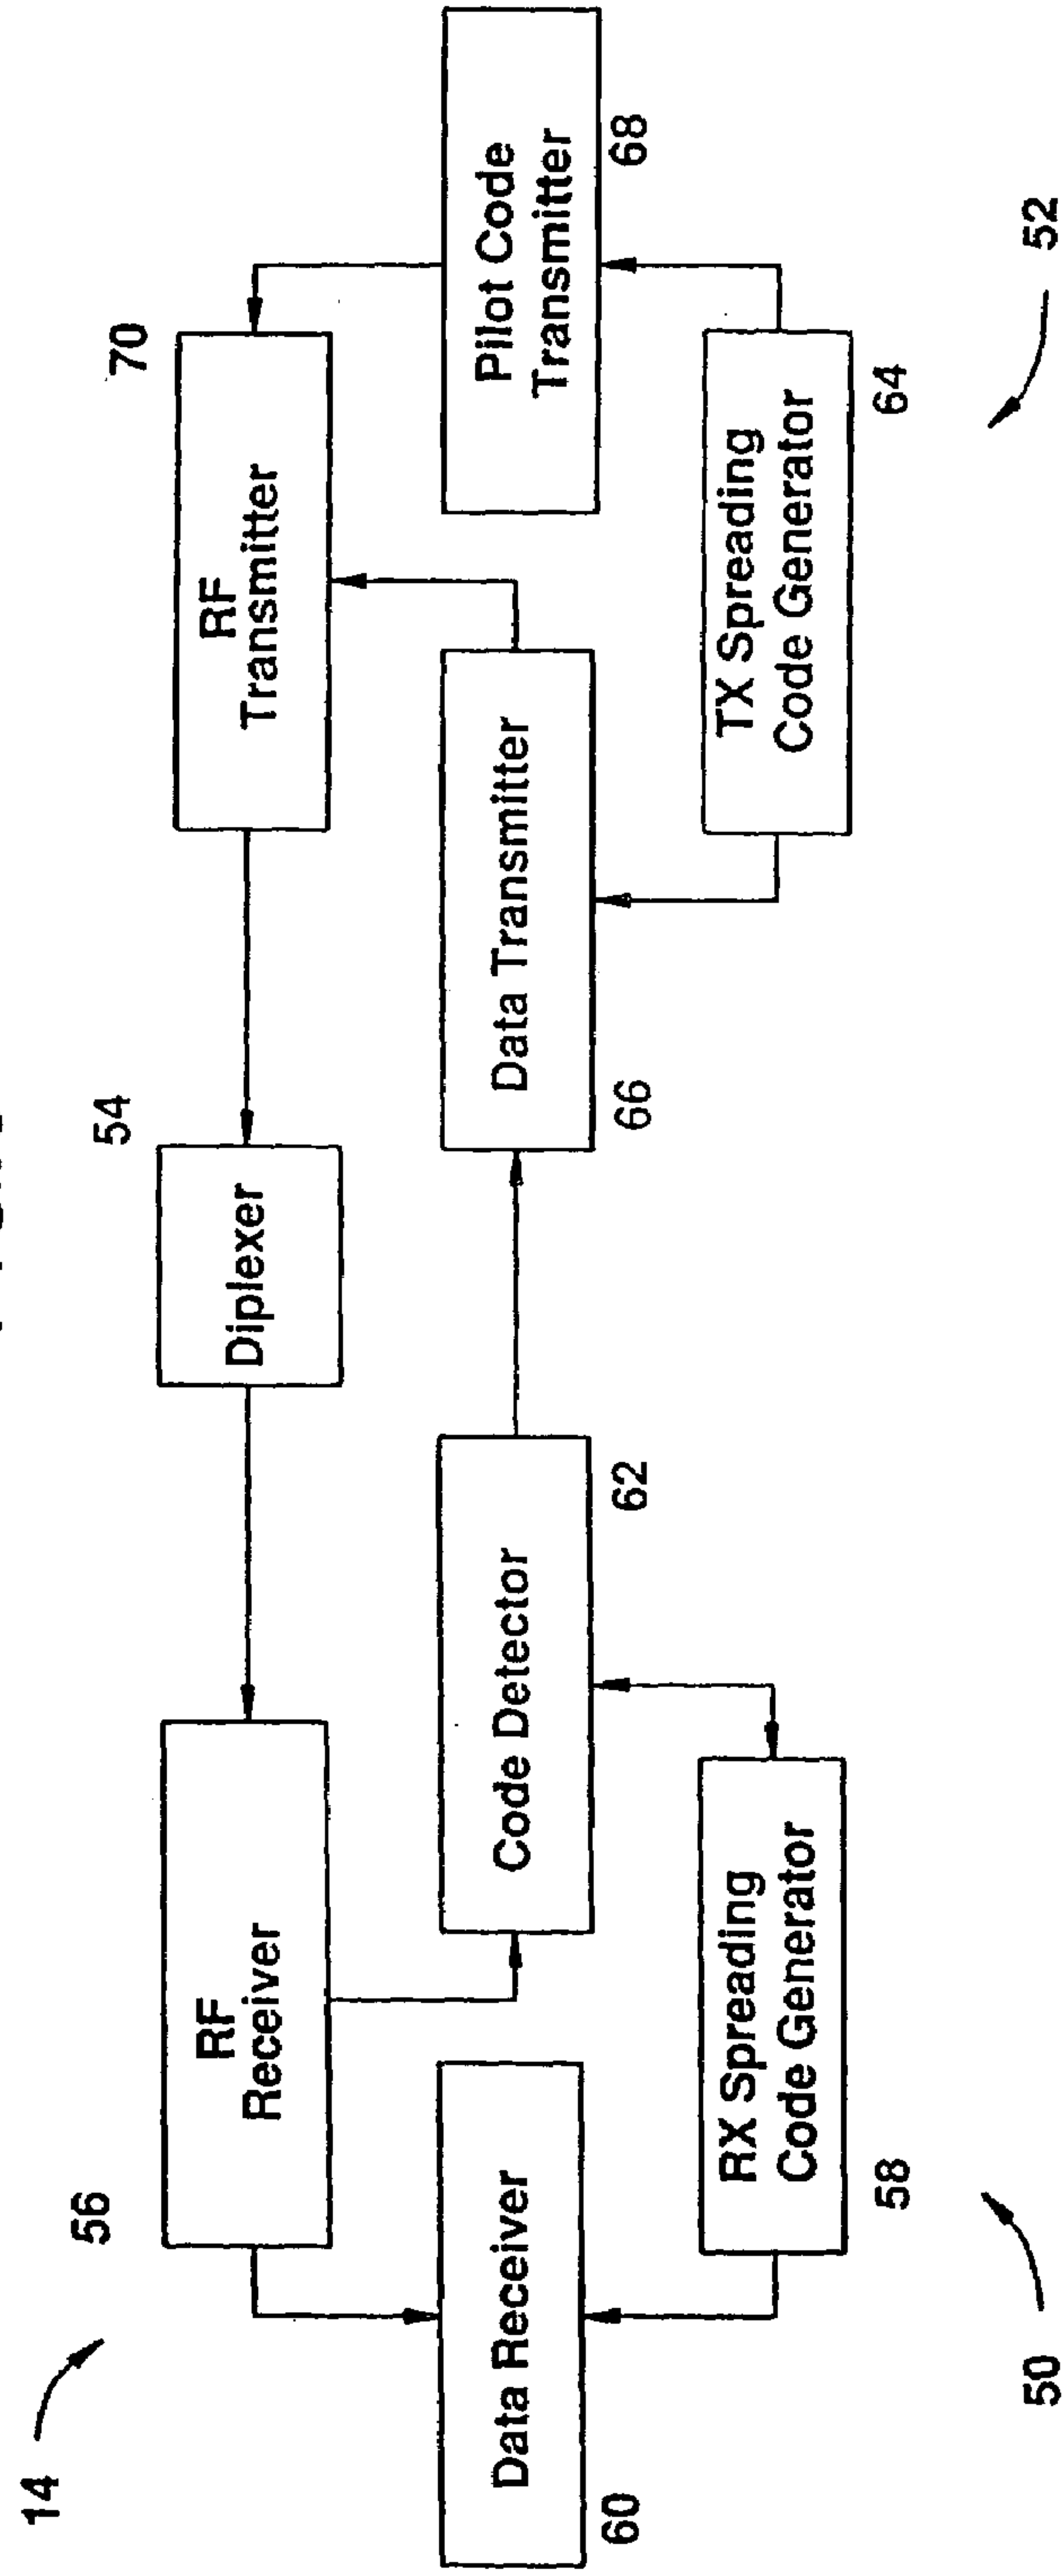 14
56
RF
Receiver
Diplexer
54
RF
Transmitter
70
Data Receiver
60
Code Detector
62
Data Transmitter
66
Pilot Code
Transmitter
68
RX Spreading
Code Generator
58
TX Spreading
Code Generator
64
50
52